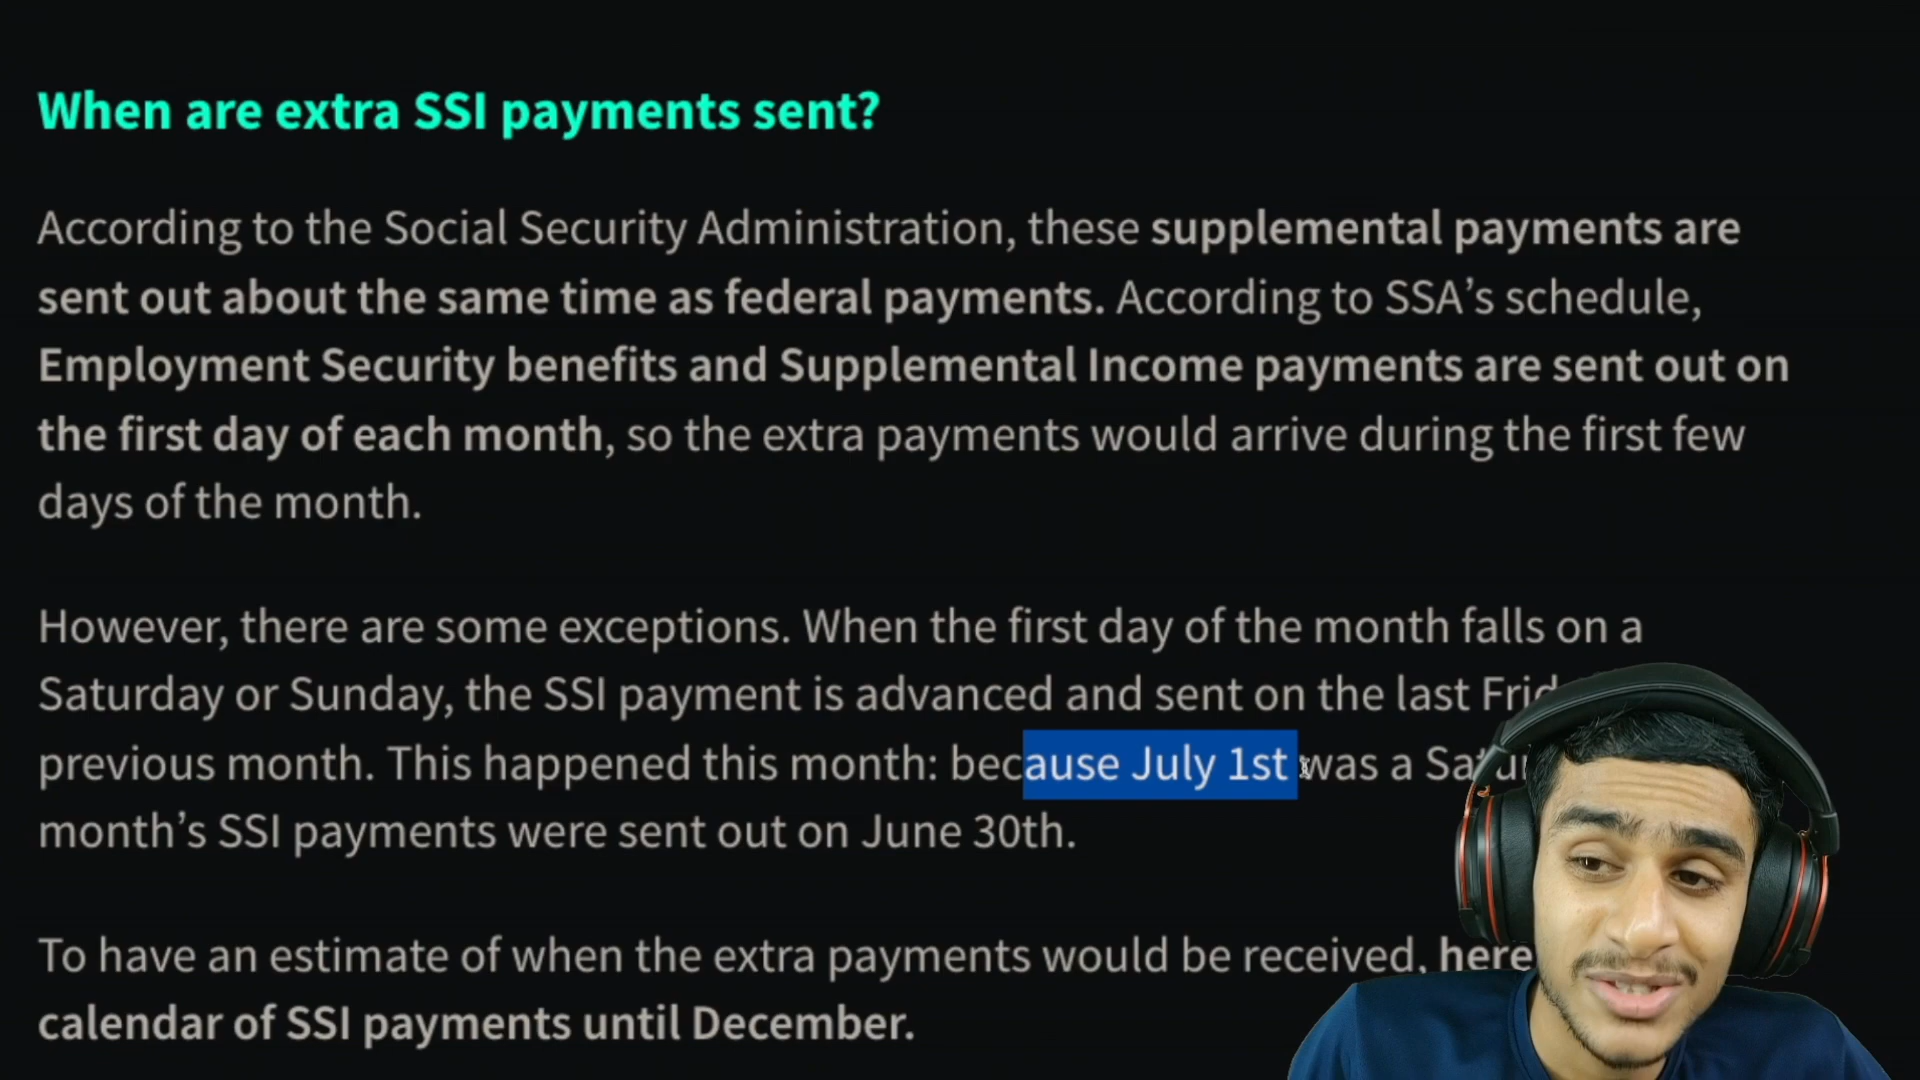 When are extra SSI payments sent?
According to the Social Security Administration, these supplemental payments are
sent out about the same time as federal payments. According to SSA’s schedule,
Employment Security benefits and Supplemental Income payments are sent out on
the first day of each month, so the extra payments would arrive during the first few
days of the month.
However, there are some exceptions. When the first day of the month falls on a
Saturday or Sunday, the SSI payment is advanced and sent on the last
previous month. This happened this month: because July 1st was a
month’s SSI payments were sent out on June 30th.
To have an estimate of when the extra payments would be received, here
calendar of SSI payments until December.